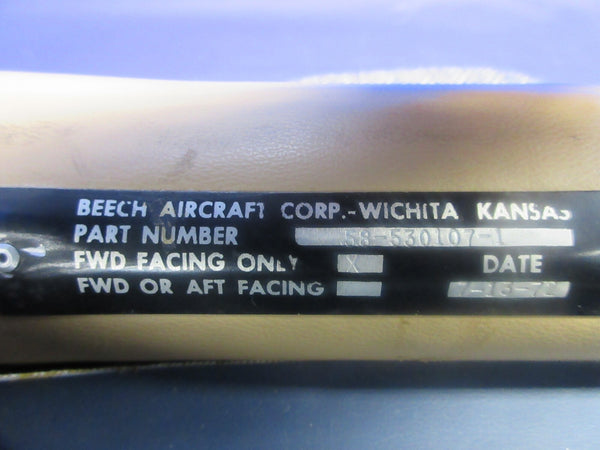 BEECH AIRCRAFT CORP.-WICHITA KANSAS
PART NUMBER 58-530107-1
FWD FACING ONLY X DATE
FWD OR AFT FACING